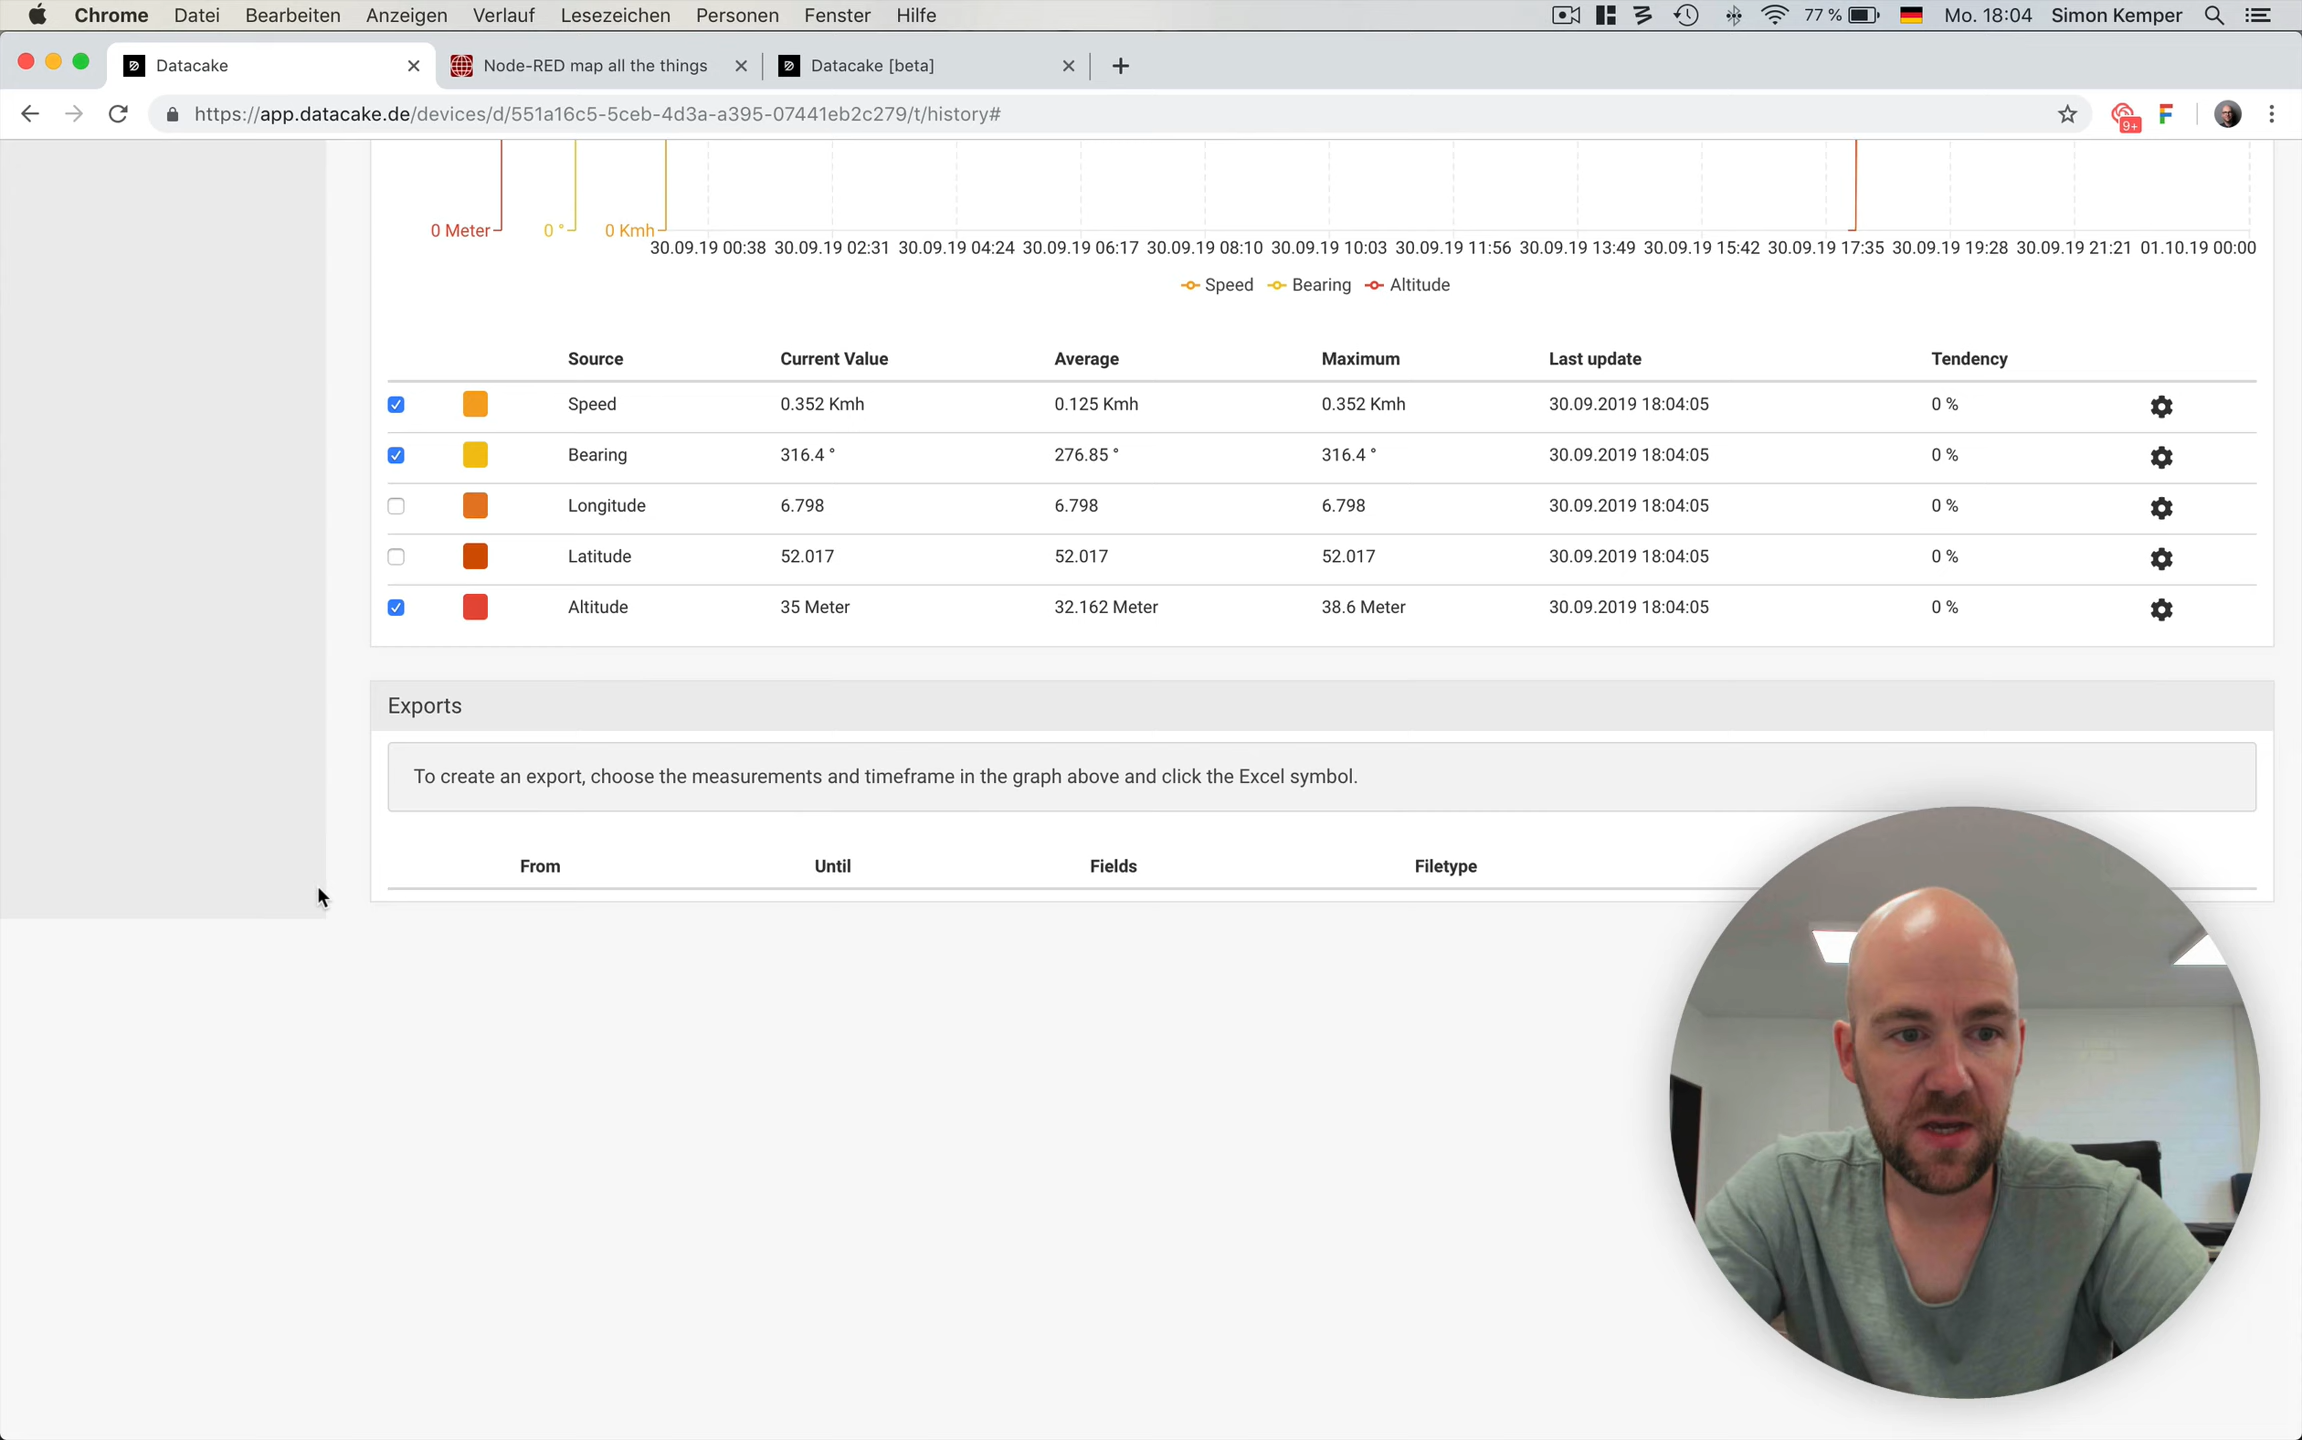 Chrome Datei Bearbeiten Anzeigen Verlauf Lesezeichen Personen Fenster Hilfe 77 % Mo. 18:04 Simon Kemper
Datacake Node-RED map all the things Datacake [beta]
https://app.datacake.de/devices/d/551a16c5-5ceb-4d3a-a395-07441eb2c279/t/history# 9+
0 Meter 0 ° 0 Kmh
30.09.19 00:38 30.09.19 02:31 30.09.19 04:24 30.09.19 06:17 30.09.19 08:10 30.09.19 10:03 30.09.19 11:56 30.09.19 13:49 30.09.19 15:42 30.09.19 17:35 30.09.19 19:28 30.09.19 21:21 01.10.19 00:00
Speed Bearing Altitude
Source Current Value Average Maximum Last update Tendency
Speed 0.352 Kmh 0.125 Kmh 0.352 Kmh 30.09.2019 18:04:05 0 %
Bearing 316.4 ° 276.85 ° 316.4 ° 30.09.2019 18:04:05 0 %
Longitude 6.798 6.798 6.798 30.09.2019 18:04:05 0 %
Latitude 52.017 52.017 52.017 30.09.2019 18:04:05 0 %
Altitude 35 Meter 32.162 Meter 38.6 Meter 30.09.2019 18:04:05 0 %
Exports
To create an export, choose the measurements and timeframe in the graph above and click the Excel symbol.
From Until Fields Filetype